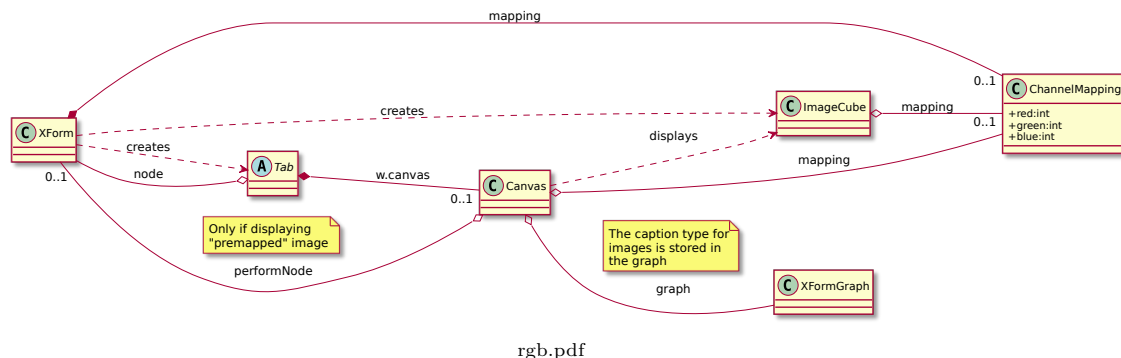 mapping
0..1
C ChannelMapping
+red:int
+green:int
+blue:int
C ImageCube
mapping
0..1
creates
displays
C XForm
creates
node
0..1
A Tab
w.canvas
0..1
C Canvas
mapping
Only if displaying
"premapped" image
The caption type for
images is stored in
the graph
performNode
graph
C XFormGraph
rgb.pdf